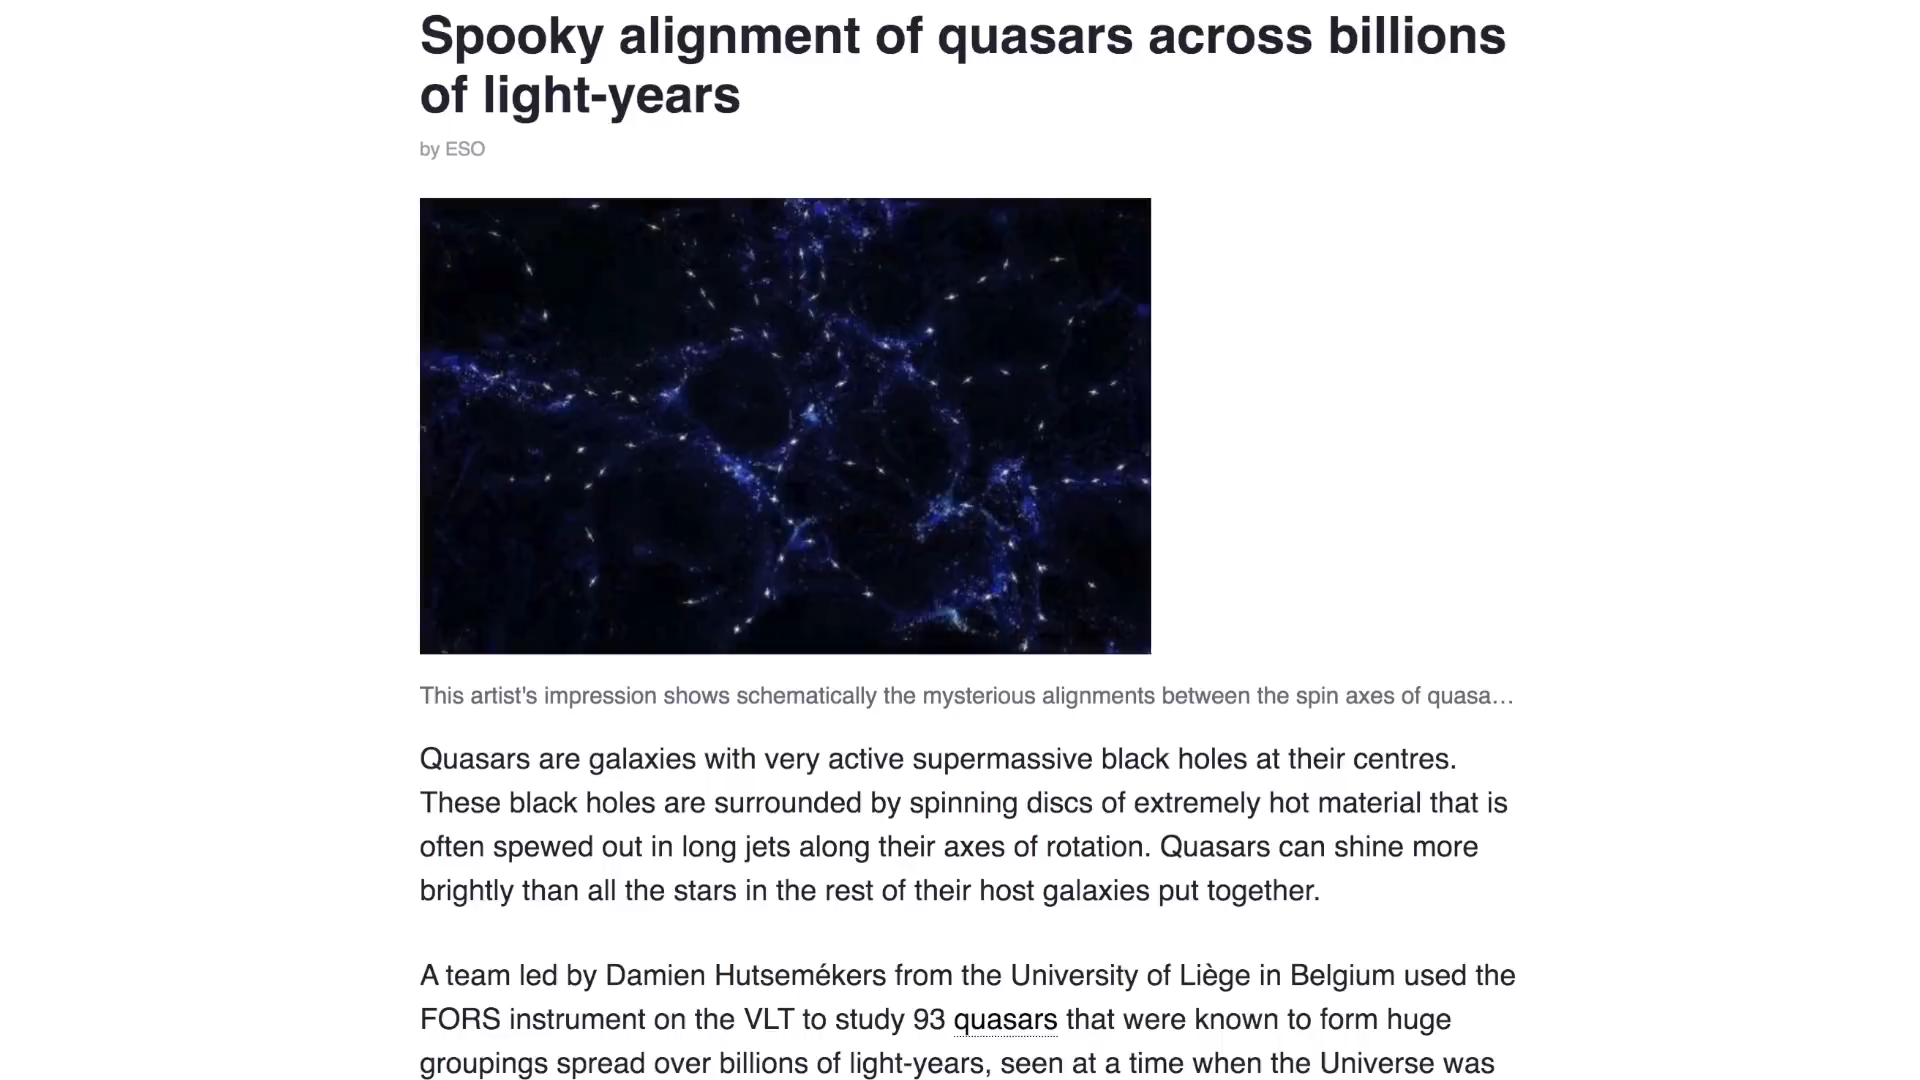 Spooky alignment of quasars across billions
of light-years
by ESO
This artist's impression shows schematically the mysterious alignments between the spin axes of quasa…
Quasars are galaxies with very active supermassive black holes at their centres.
These black holes are surrounded by spinning discs of extremely hot material that is
often spewed out in long jets along their axes of rotation. Quasars can shine more
brightly than all the stars in the rest of their host galaxies put together.
A team led by Damien Hutsemékers from the University of Liège in Belgium used the
FORS instrument on the VLT to study 93 quasars that were known to form huge
groupings spread over billions of light-years, seen at a time when the Universe was